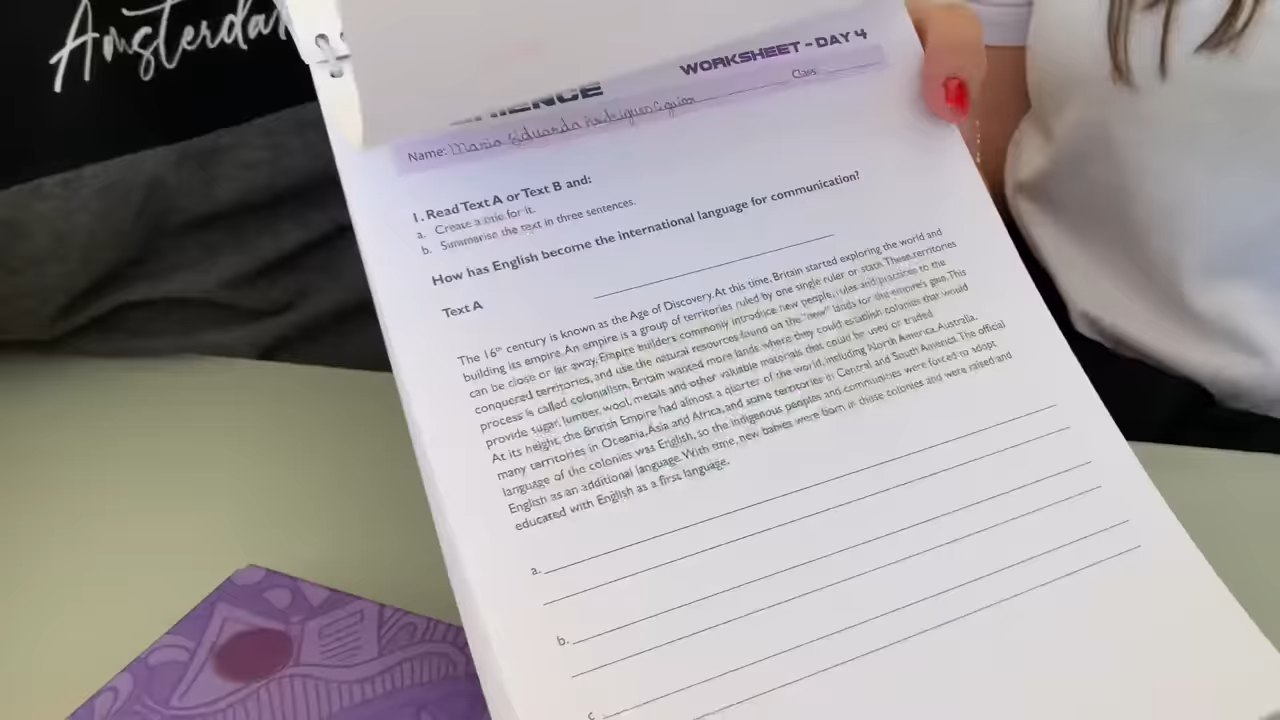 Amsterda
WORKSHEET - DAY 4
IENCE
Class:
Name: Maria Eduarda Rodrigues
1. Read Text A or Text B and:
a. Create a title for it.
b. Summarise the text in three sentences.
How has English become the international language for communication?
Text A
The 16th century is known as the Age of Discovery. At this time, Britain started exploring the world and
building its empire. An empire is a group of territories ruled by one single ruler or state. These territories
can be close or far away. Empire builders commonly introduce new people, rules and practices to the
conquered territories, and use the natural resources found on the "new" lands for the empire's gain. This
process is called colonialism. Britain wanted more lands where they could establish colonies that would
provide sugar, lumber, wool, metals and other valuable materials that could be used or traded.
At its height, the British Empire had almost a quarter of the world, including North America, Australia,
many territories in Oceania, Asia and Africa, and some territories in Central and South America. The official
language of the colonies was English, so the indigenous peoples and communities were forced to adopt
English as an additional language. With time, new babies were born in those colonies and were raised and
educated with English as a first language.
a.
b.
c